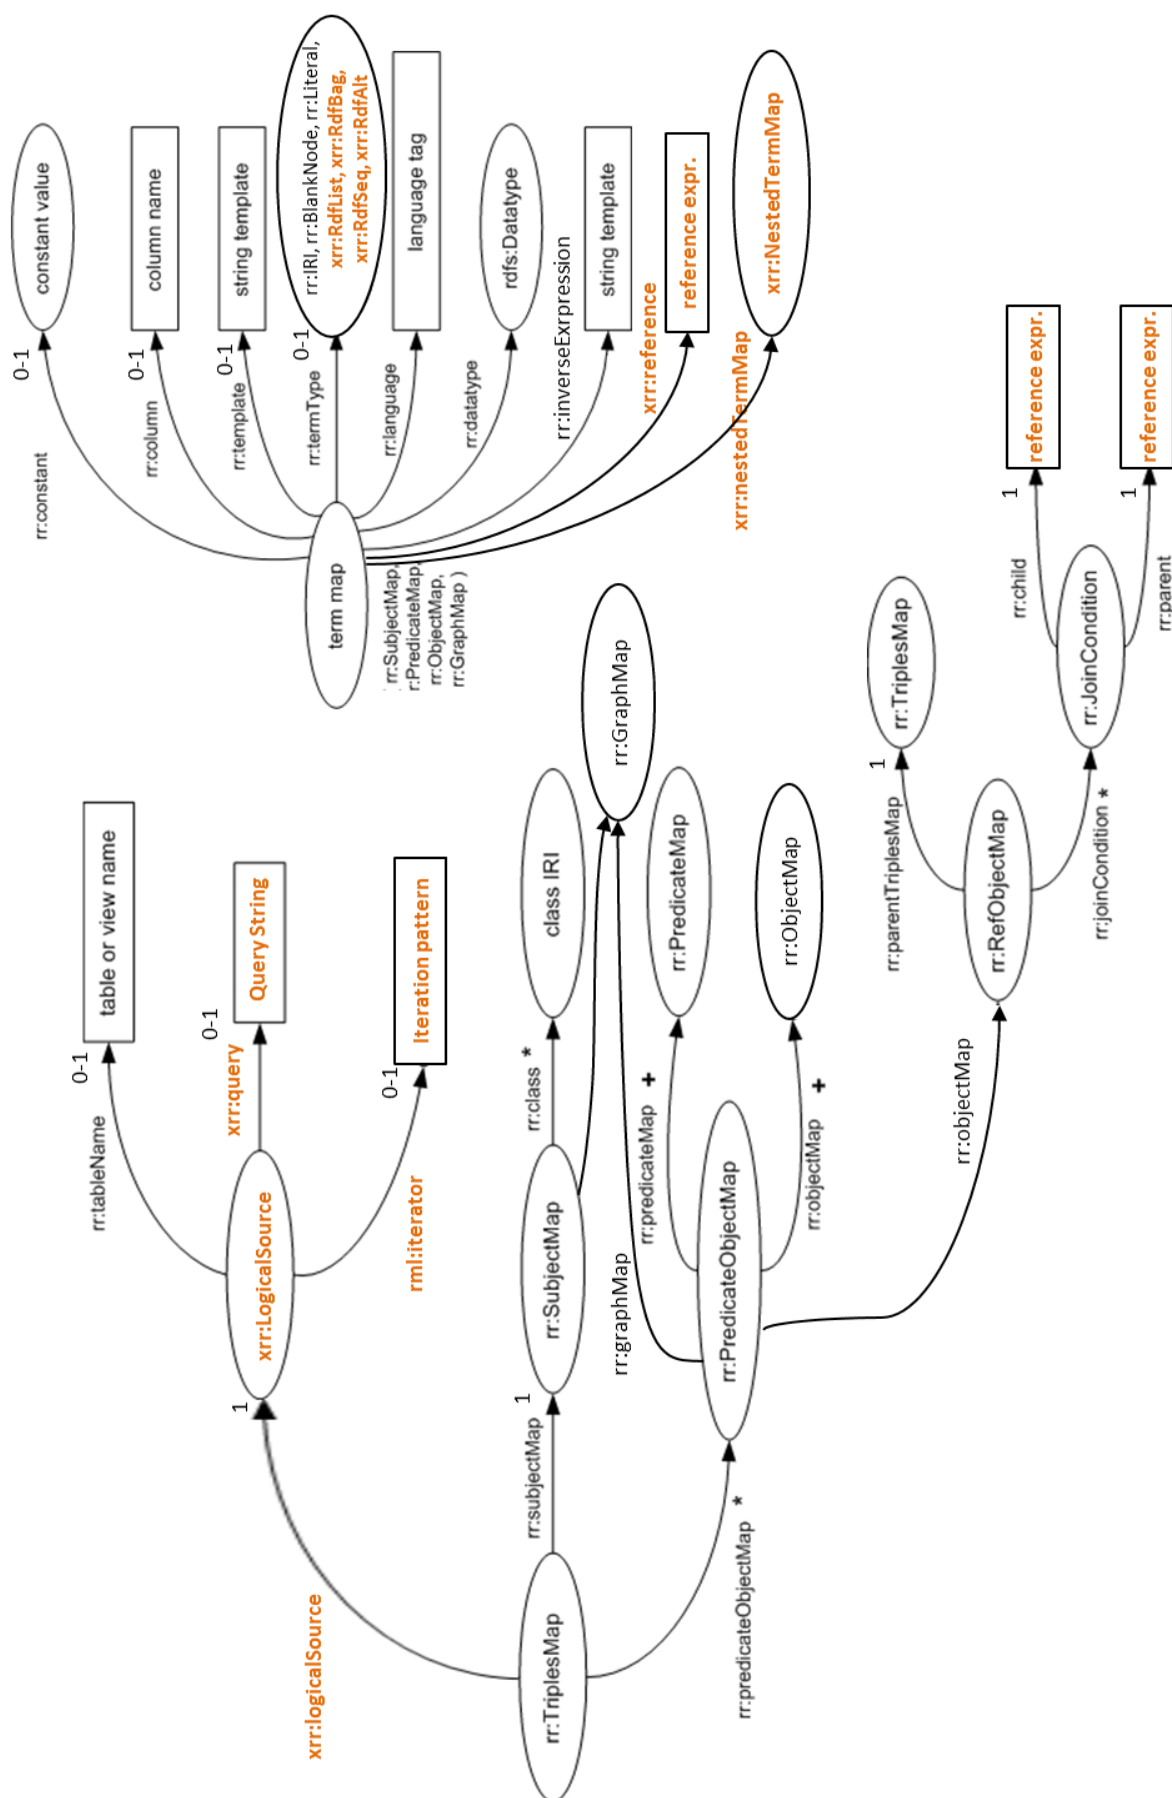 xrr:logicalSource
1
xrr:LogicalSource
rr:tableName
0-1
table or view name
xrr:query
0-1
Query String
rml:iterator
0-1
Iteration pattern
rr:TriplesMap
rr:subjectMap
1
rr:SubjectMap
rr:class *
class IRI
rr:graphMap
rr:GraphMap
rr:predicateObjectMap *
rr:PredicateObjectMap
rr:predicateMap +
rr:PredicateMap
rr:objectMap +
rr:ObjectMap
rr:objectMap
rr:RefObjectMap
rr:parentTriplesMap
1
rr:TriplesMap
rr:joinCondition *
rr:JoinCondition
rr:child
1
reference expr.
rr:parent
1
reference expr.
term map
( rr:SubjectMap,
r:PredicateMap,
rr:ObjectMap,
rr:GraphMap )
rr:constant
0-1
constant value
rr:column
0-1
column name
rr:template
0-1
string template
rr:termType
0-1
rr:IRI, rr:BlankNode, rr:Literal,
xrr:RdfList, xrr:RdfBag,
xrr:RdfSeq, xrr:RdfAlt
rr:language
language tag
rr:datatype
rdfs:Datatype
rr:inverseExrpression
string template
xrr:reference
reference expr.
xrr:nestedTermMap
xrr:NestedTermMap